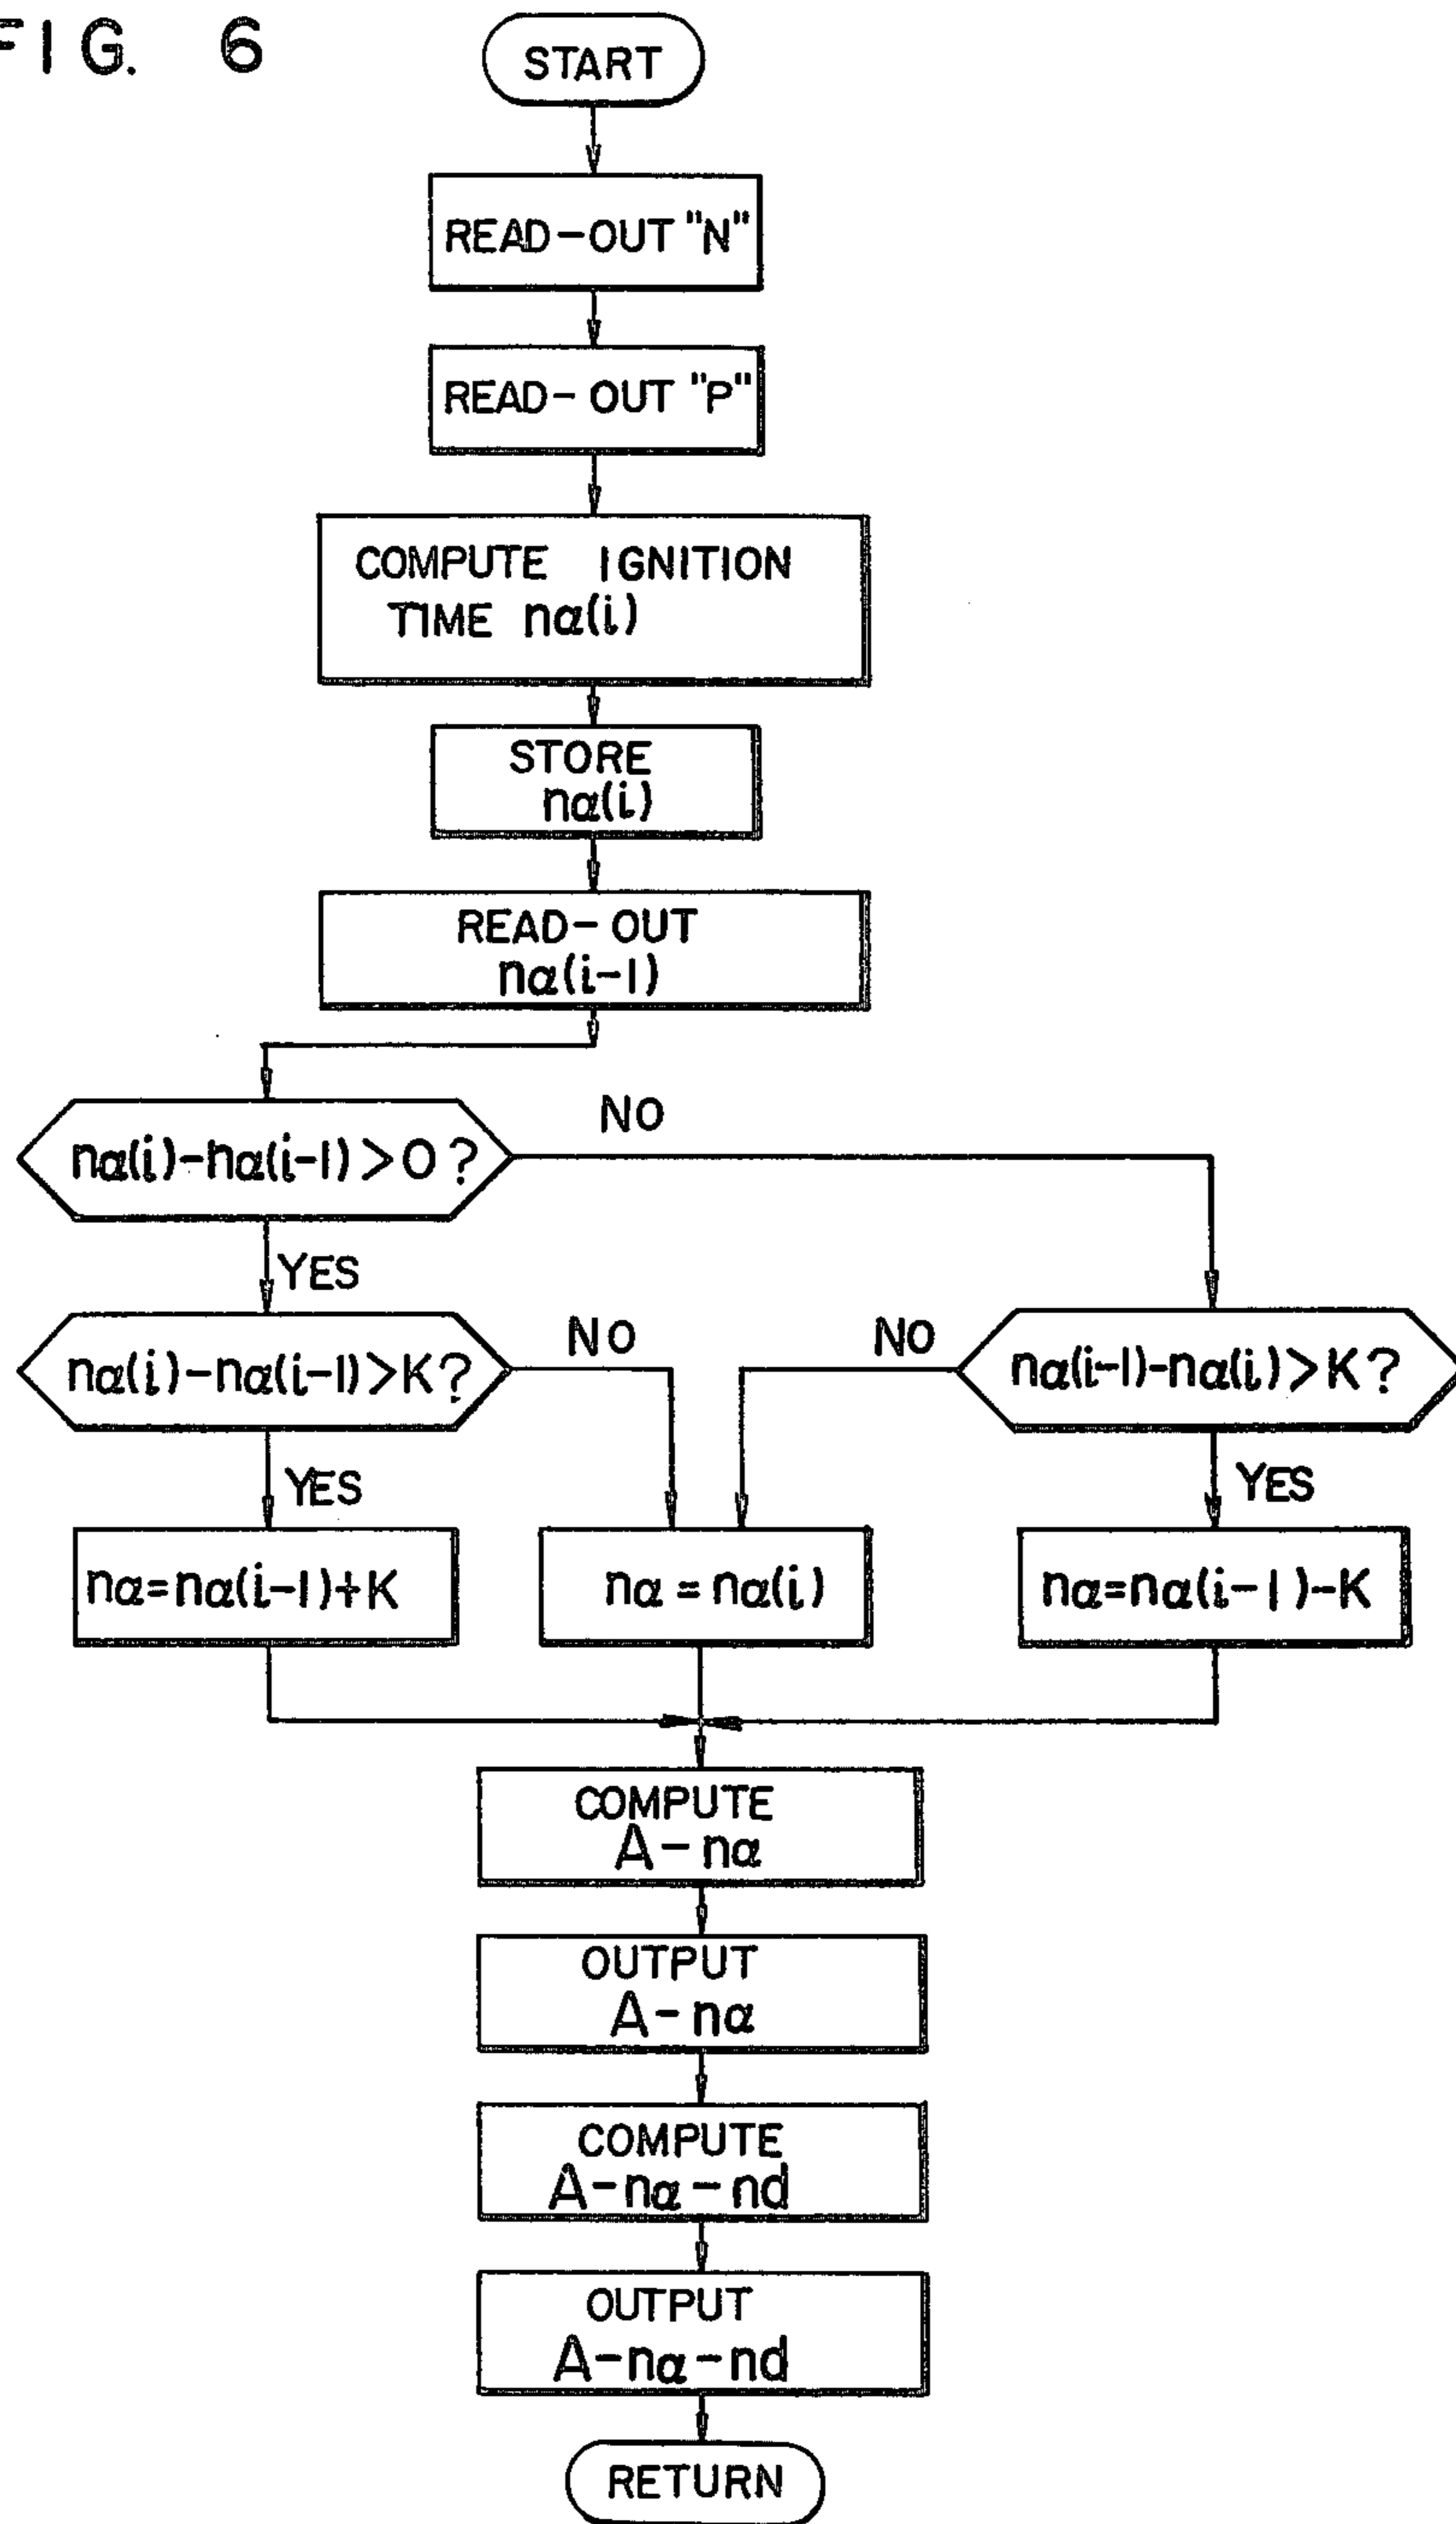 FIG. 6
START
READ-OUT "N"
READ-OUT "P"
COMPUTE IGNITION
TIME nα(i)
STORE
nα(i)
READ-OUT
nα(i-1)
nα(i)-nα(i-1)>0?
NO
YES
nα(i)-nα(i-1)>K?
NO
NO
nα(i-1)-nα(i)>K?
YES
YES
nα=nα(i-1)+K
nα=nα(i)
nα=nα(i-1)-K
COMPUTE
A-nα
OUTPUT
A-nα
COMPUTE
A-nα-nd
OUTPUT
A-nα-nd
RETURN